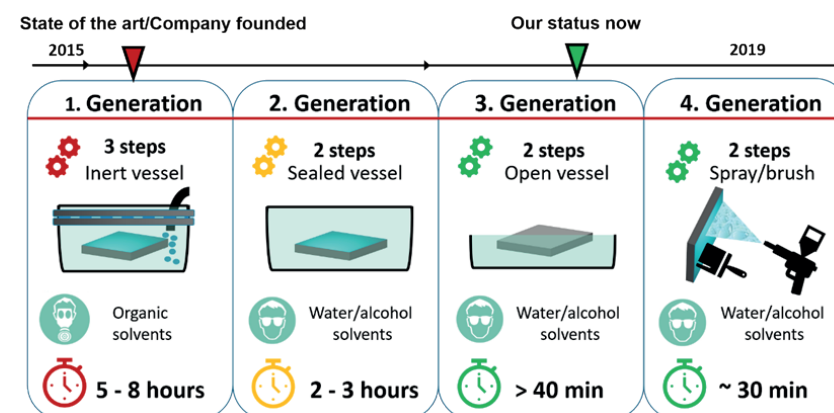 State of the art/Company founded
Our status now
2015
2019
1. Generation
3 steps
Inert vessel
Organic
solvents
5 - 8 hours
2. Generation
2 steps
Sealed vessel
Water/alcohol
solvents
2 - 3 hours
3. Generation
2 steps
Open vessel
Water/alcohol
solvents
> 40 min
4. Generation
2 steps
Spray/brush
Water/alcohol
solvents
~ 30 min